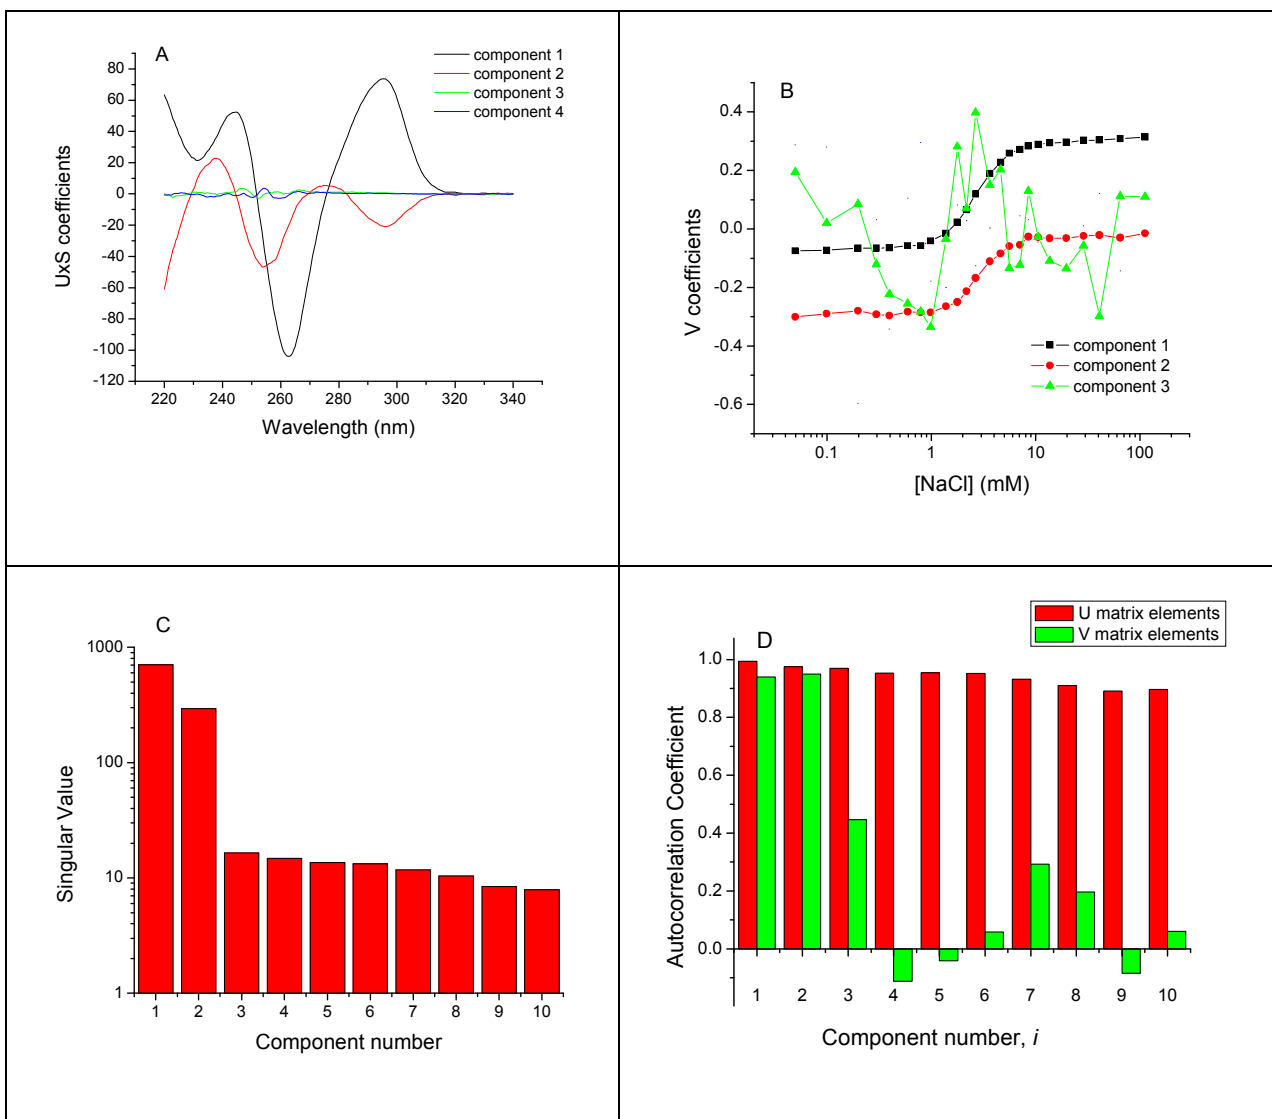 A
component 1
component 2
component 3
component 4
80
60
40
20
0
-20
-40
-60
-80
-100
-120
UxS coefficients
220 240 260 280 300 320 340
Wavelength (nm)
B
0.4
0.2
0.0
-0.2
-0.4
-0.6
V coefficients
component 1
component 2
component 3
0.1 1 10 100
[NaCl] (mM)
C
1000
100
10
1
Singular Value
1 2 3 4 5 6 7 8 9 10
Component number
U matrix elements
V matrix elements
D
1.0
0.8
0.6
0.4
0.2
0.0
Autocorrelation Coefficient
1 2 3 4 5 6 7 8 9 10
Component number, i